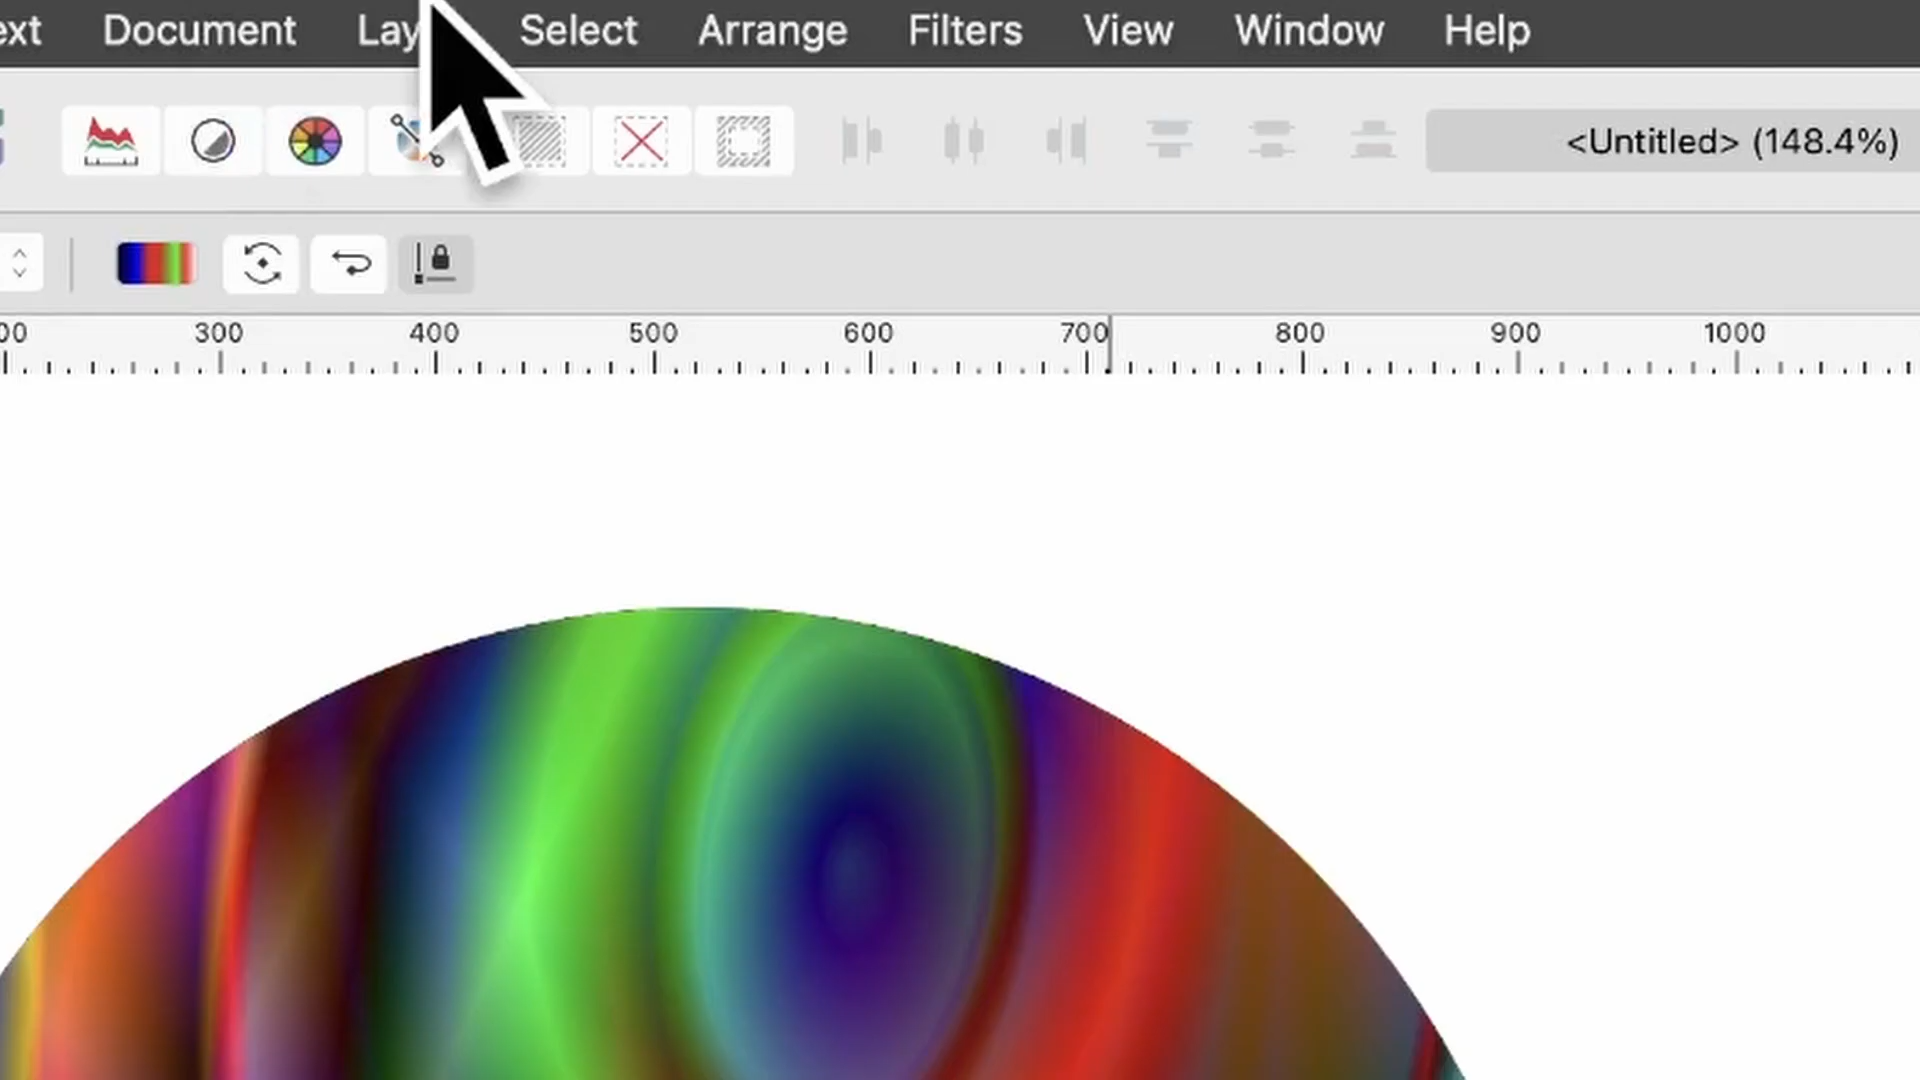 ext Document Lay Select Arrange Filters View Window Help
<Untitled> (148.4%)
00 300 400 500 600 700 800 900 1000